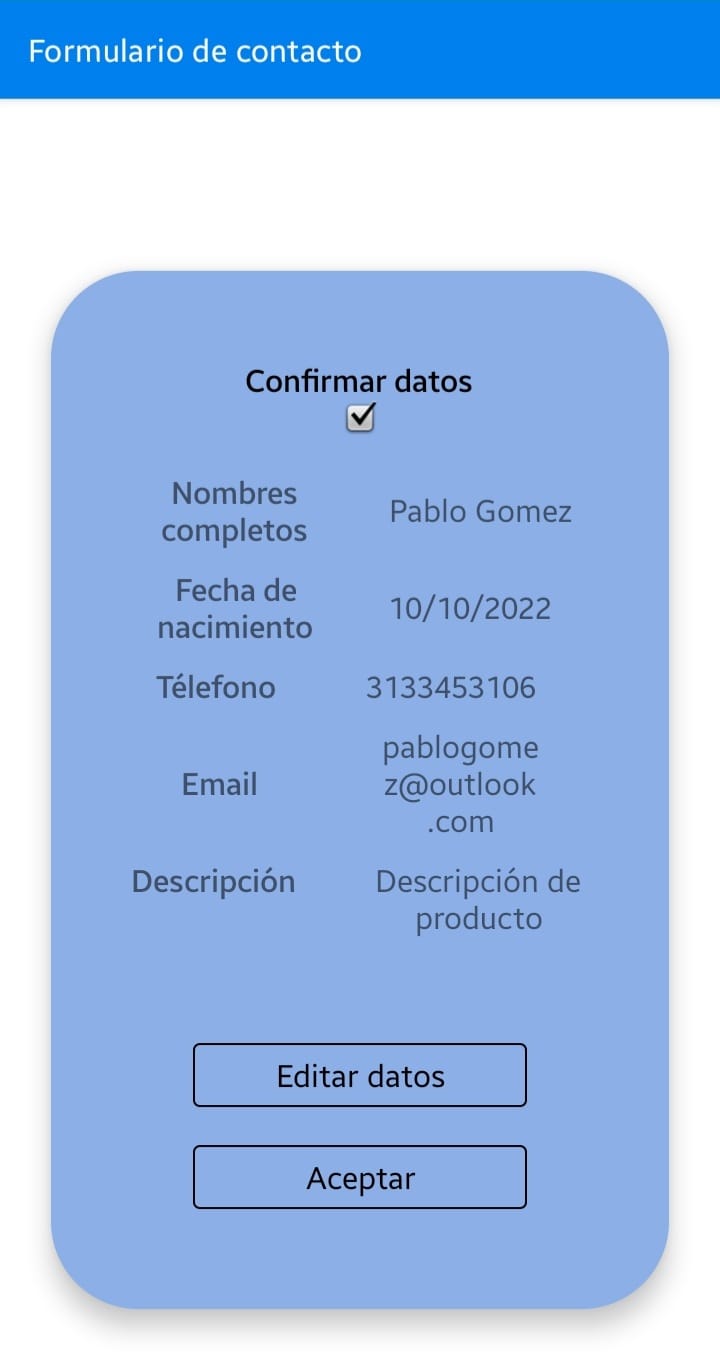 Formulario de contacto
Confirmar datos
Nombres
completos
Pablo Gomez
Fecha de
nacimiento
10/10/2022
Télefono
3133453106
Email
pablogome
z@outlook
.com
Descripción
Descripción de
producto
Editar datos
Aceptar